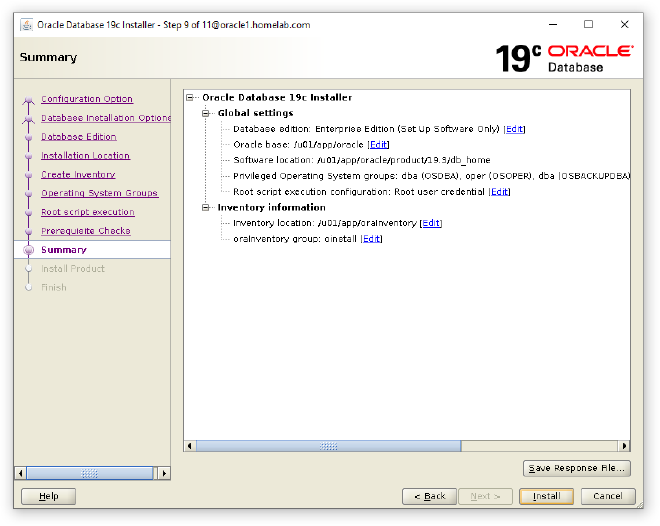 Oracle Database 19c Installer - Step 9 of 11@oracle1.homelab.com
Summary
19c ORACLE
Database
Configuration Option
Database Installation Options
Database Edition
Installation Location
Create Inventory
Operating System Groups
Root script execution
Prerequisite Checks
Summary
Install Product
Finish
Oracle Database 19c Installer
Global settings
Database edition: Enterprise Edition (Set Up Software Only) [Edit]
Oracle base: /u01/app/oracle [Edit]
Software location: /u01/app/oracle/product/19.3/db_home
Privileged Operating System groups: dba (OSDBA), oper (OSOPER), dba (OSBACKUPDBA)
Root script execution configuration: Root user credential [Edit]
Inventory information
Inventory location: /u01/app/oraInventory [Edit]
oraInventory group: oinstall [Edit]
Save Response File...
Help
< Back
Next >
Install
Cancel